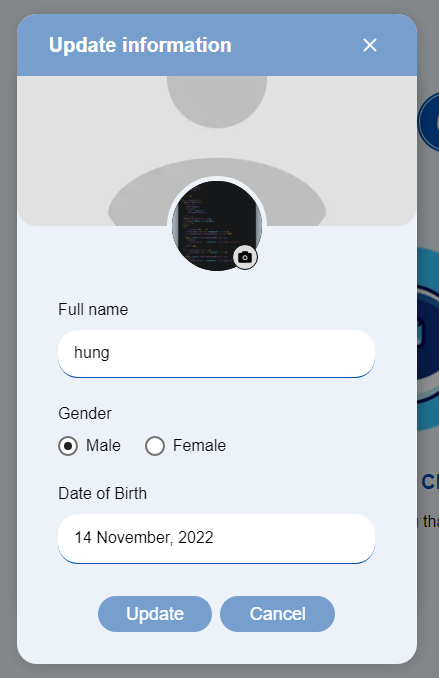 Update information
Full name
hung
Gender
Male Female
Date of Birth
14 November, 2022
Update Cancel